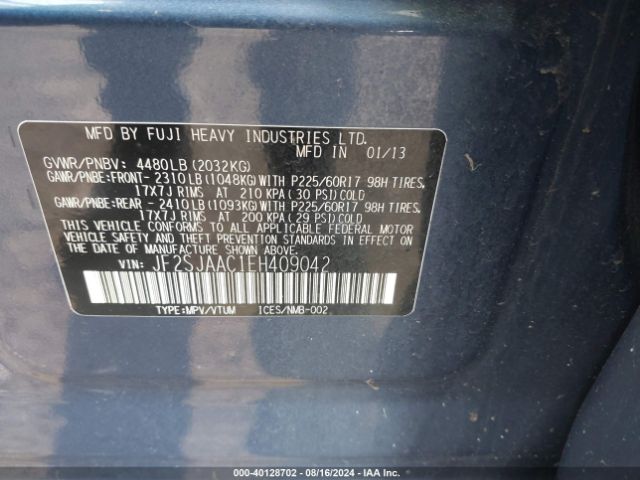 MFD BY FUJI HEAVY INDUSTRIES LTD.
MFD IN 01/13
GVWR/PNBV: 4480LB (2032KG)
GAWR/PNBE:FRONT- 2310LB(1048KG)WITH P225/60R17 98H TIRES,
17X7J RIMS AT 210 KPA(30 PSI)COLD
GAWR/PNBE:REAR - 2410LB(1093KG)WITH P225/60R17 98H TIRES,
17X7J RIMS AT 200 KPA(29 PSI)COLD
THIS VEHICLE CONFORMS TO ALL APPLICABLE FEDERAL MOTOR
VEHICLE SAFETY AND THEFT PREVENTION STANDARDS IN EFFECT
ON THE DATE OF MANUFACTURE SHOWN ABOVE.
VIN: JF2SJAAC1EH409042
TYPE:MPV/VTUM ICES/NMB-002
000-40128702 - 08/16/2024 - IAA Inc.